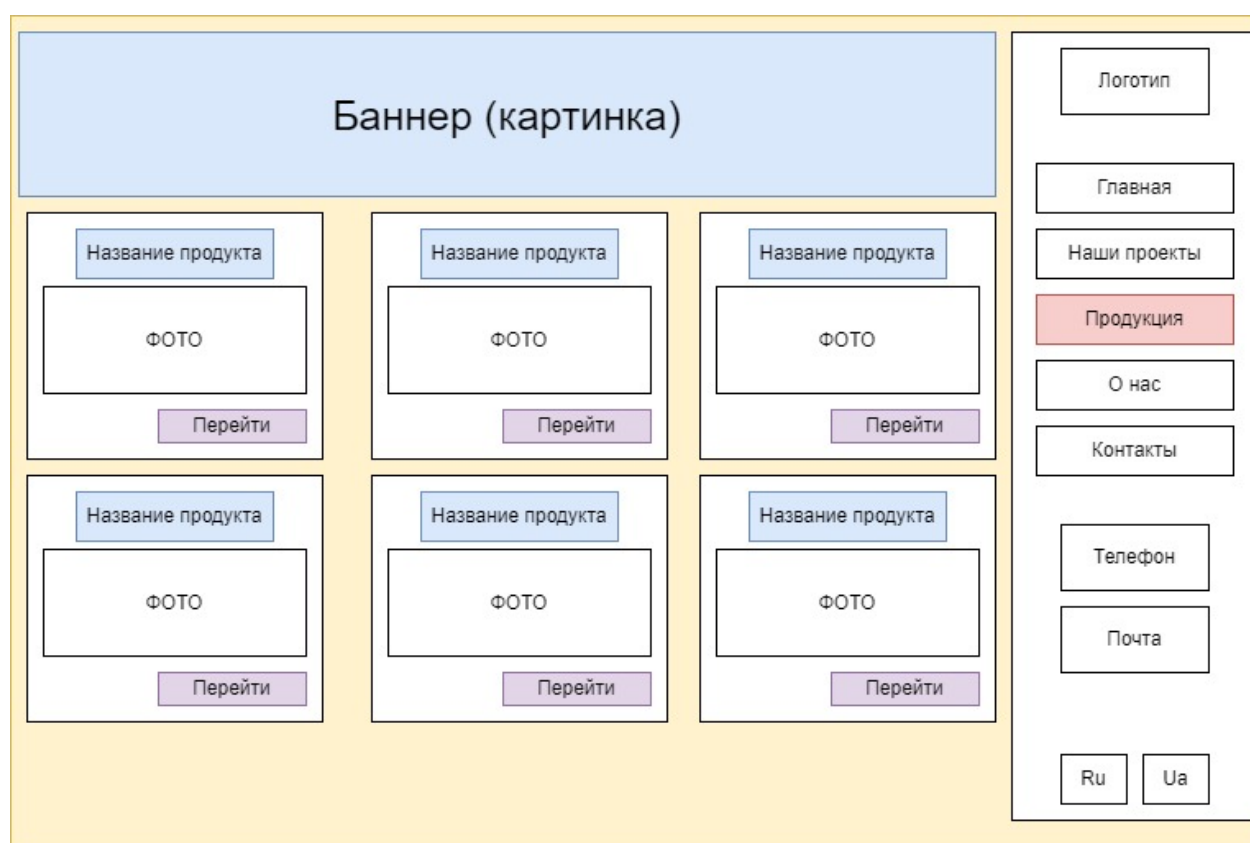 Баннер (картинка)
Название продукта
ФОТО
Перейти
Название продукта
ФОТО
Перейти
Название продукта
ФОТО
Перейти
Название продукта
ФОТО
Перейти
Название продукта
ФОТО
Перейти
Название продукта
ФОТО
Перейти
Логотип
Главная
Наши проекты
Продукция
О нас
Контакты
Телефон
Почта
Ru
Ua